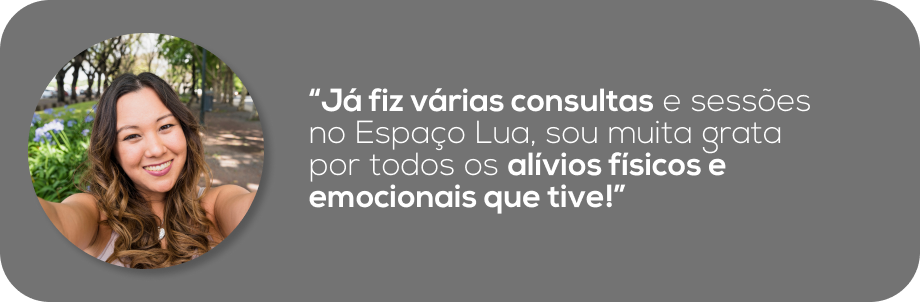 “Já fiz várias consultas e sessões
no Espaço Lua, sou muita grata
por todos os alívios físicos e
emocionais que tive!”